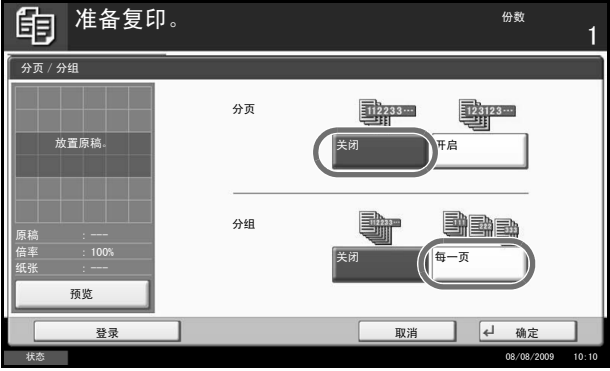 准备复印。
份数
1
分页 / 分组
放置原稿。
原稿 : ---
倍率 : 100%
纸张 : ---
预览
分页
112233…
123123…
关闭
开启
分组
关闭
每一页
登录
取消
确定
状态
08/08/2009 10:10